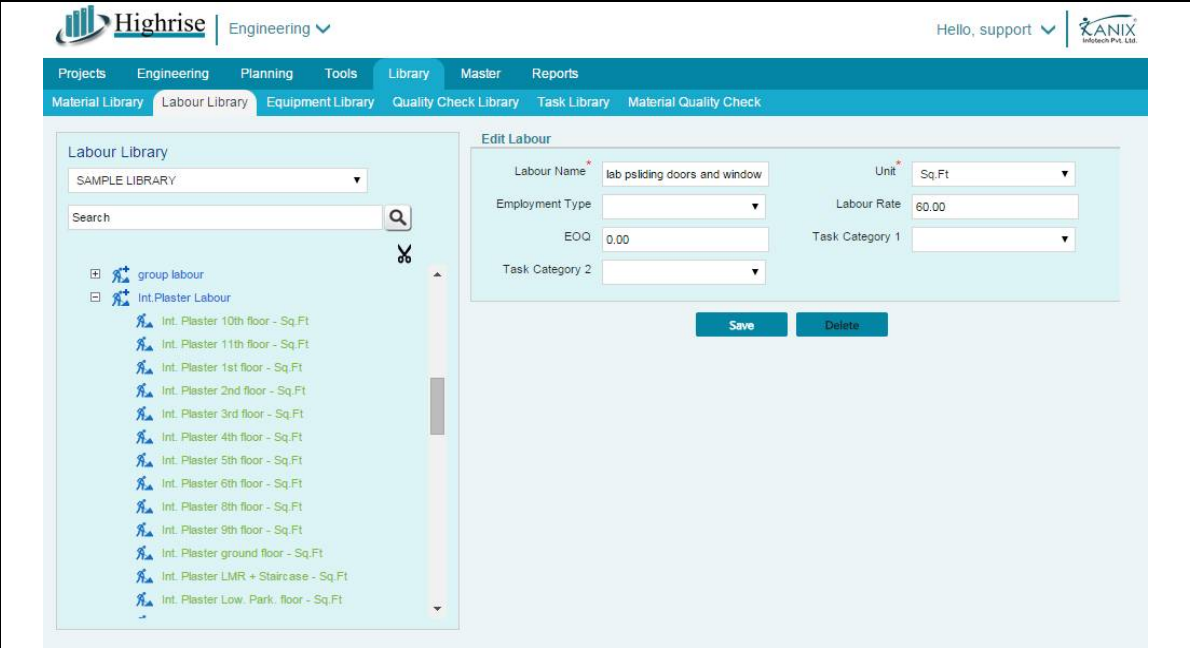 Highrise Engineering Hello, support KANIX
Infotech Pvt. Ltd.
Projects Engineering Planning Tools Library Master Reports
Material Library Labour Library Equipment Library Quality Check Library Task Library Material Quality Check
Labour Library
SAMPLE LIBRARY
Search
group labour
Int.Plaster Labour
Int. Plaster 10th floor - Sq.Ft
Int. Plaster 11th floor - Sq.Ft
Int. Plaster 1st floor - Sq.Ft
Int. Plaster 2nd floor - Sq.Ft
Int. Plaster 3rd floor - Sq.Ft
Int. Plaster 4th floor - Sq.Ft
Int. Plaster 5th floor - Sq.Ft
Int. Plaster 6th floor - Sq.Ft
Int. Plaster 8th floor - Sq.Ft
Int. Plaster 9th floor - Sq.Ft
Int. Plaster ground floor - Sq.Ft
Int. Plaster LMR + Staircase - Sq.Ft
Int. Plaster Low. Park. floor - Sq.Ft
Edit Labour
Labour Name* lab psliding doors and window Unit* Sq.Ft
Employment Type Labour Rate 60.00
EOQ 0.00 Task Category 1
Task Category 2
Save Delete